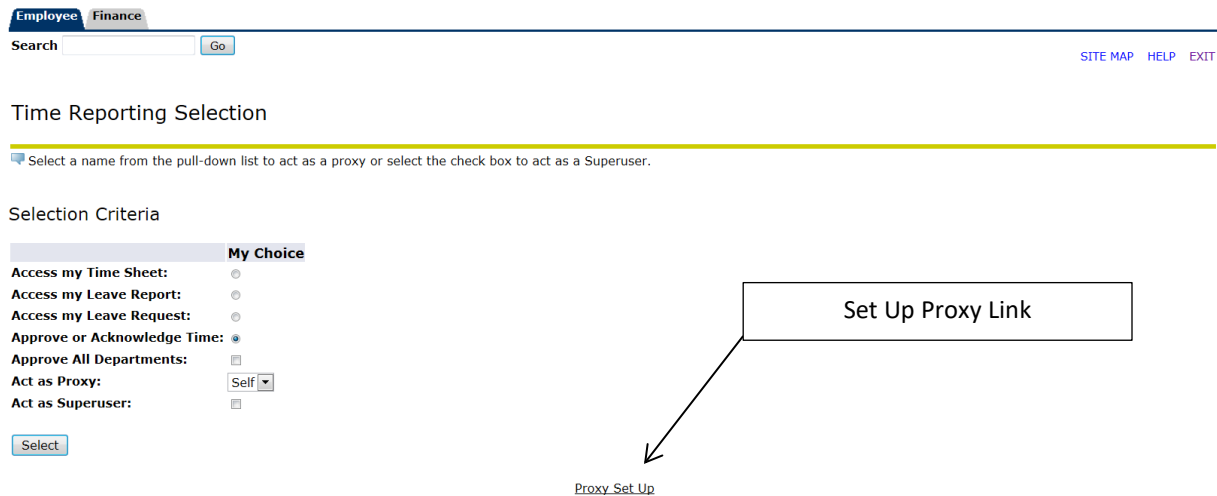 Employee Finance
Search Go
SITE MAP HELP EXIT
Time Reporting Selection
Select a name from the pull-down list to act as a proxy or select the check box to act as a Superuser.
Selection Criteria
My Choice
Access my Time Sheet:
Access my Leave Report:
Access my Leave Request:
Approve or Acknowledge Time:
Approve All Departments:
Act as Proxy: Self
Act as Superuser:
Set Up Proxy Link
Select
Proxy Set Up